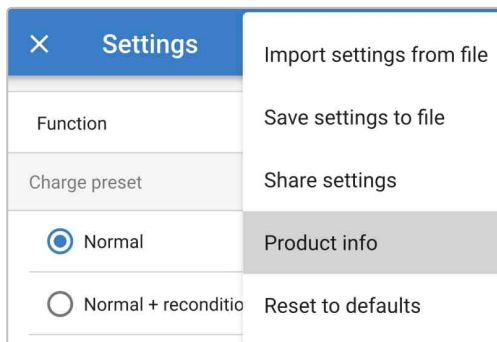 Settings
Function
Charge preset
Normal
Normal + reconditio
Import settings from file
Save settings to file
Share settings
Product info
Reset to defaults